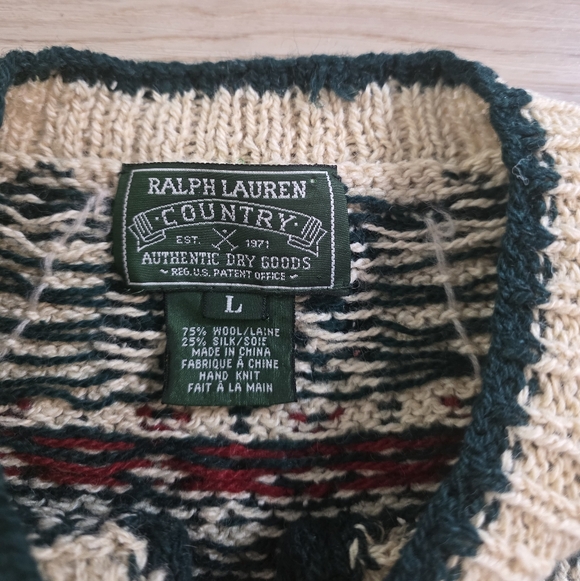 RALPH LAUREN
COUNTRY
EST. 1971
AUTHENTIC DRY GOODS
~ REG. U.S. PATENT OFFICE ~
L
75% WOOL/LAINE
25% SILK/SOIE
MADE IN CHINA
FABRIQUE À CHINE
HAND KNIT
FAIT À LA MAIN